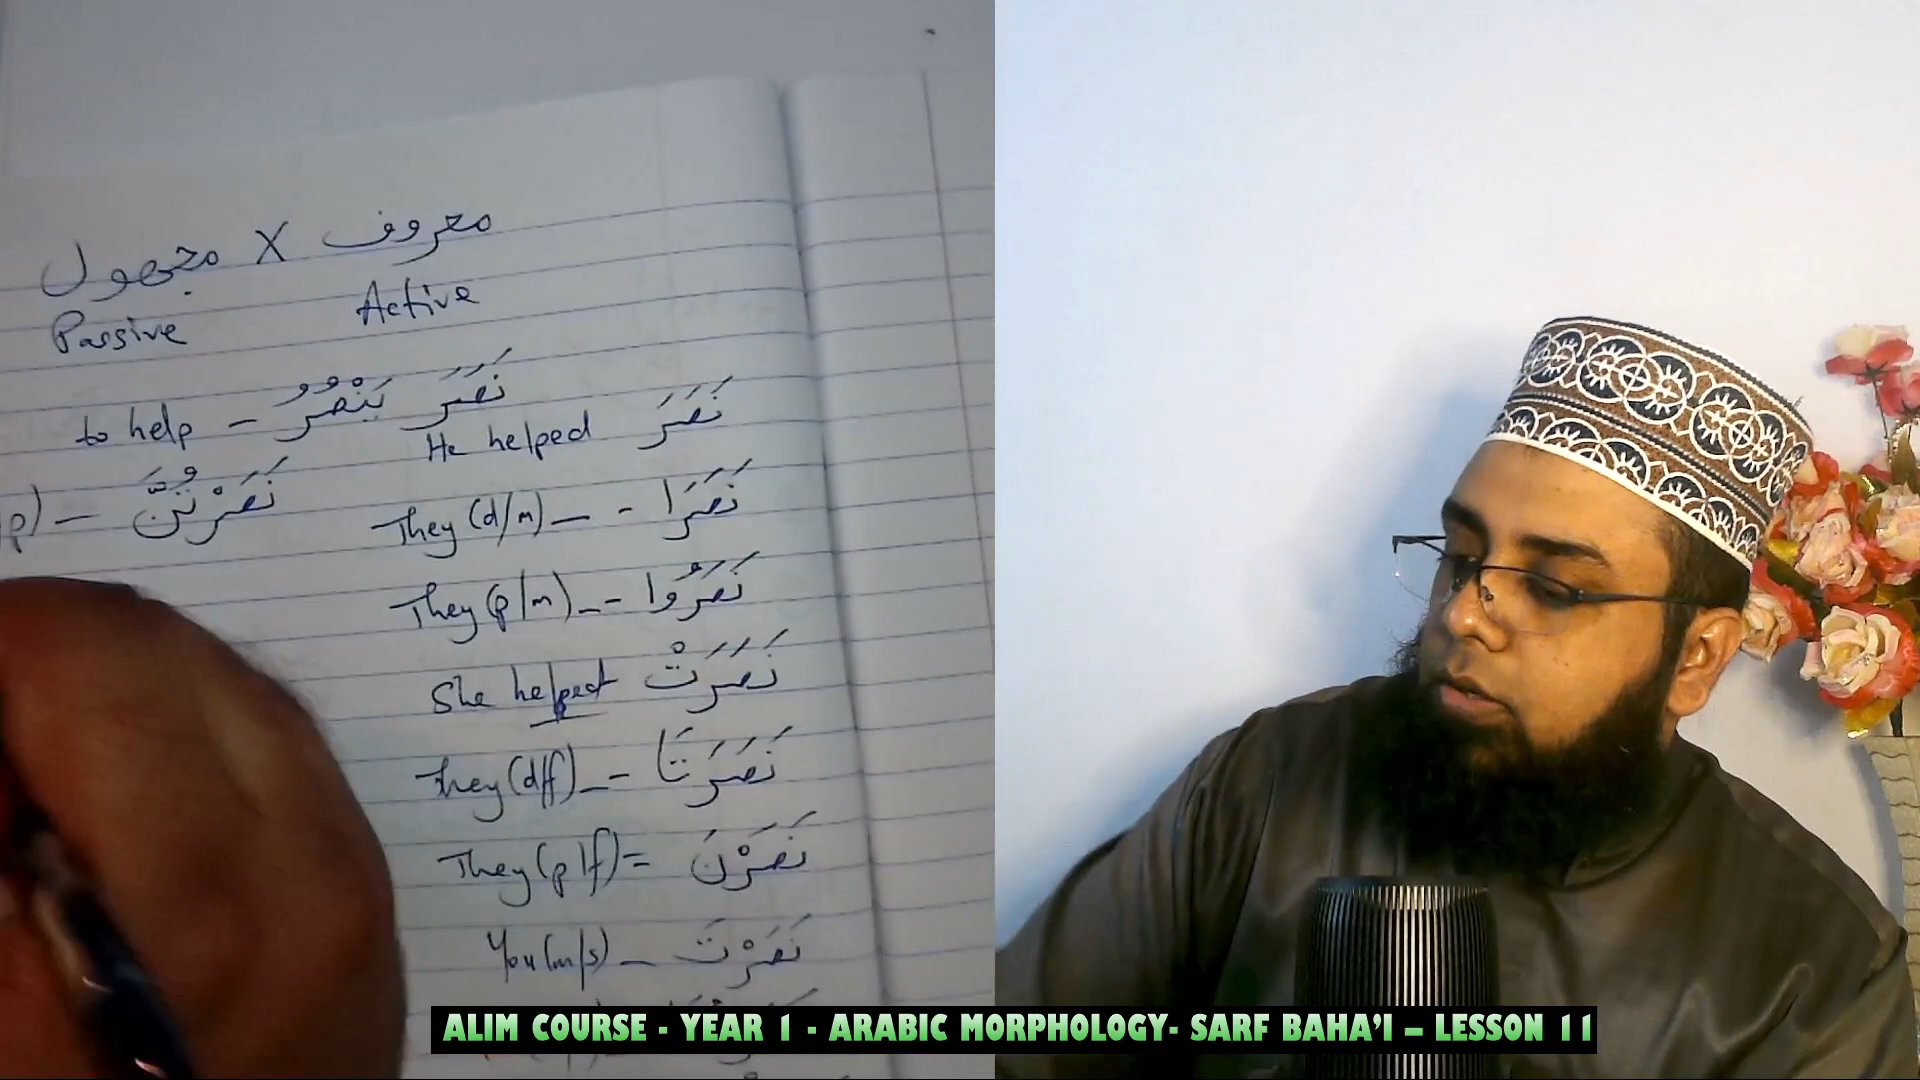 معروف X مجهول
Active
Passive
نَصَرَ يَنْصُرُ - to help
نَصَرَ He helped
نَصَرَا - They (d/m) -
نَصَرْتُنَّ - p)
نَصَرُوا - They (p/m) -
نَصَرَتْ She helped
نَصَرَتَا - They (d/f) -
نَصَرْنَ = They (p/f)
نَصَرْتَ - You (m/s)
ALIM COURSE - YEAR 1 - ARABIC MORPHOLOGY- SARF BAHA'I – LESSON 11